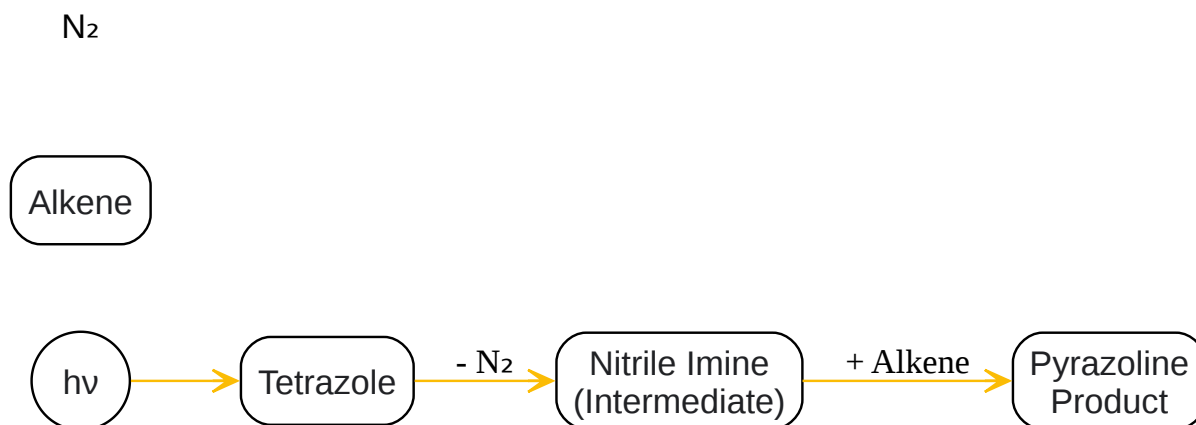 N₂
Alkene
hν
Tetrazole
- N₂
Nitrile Imine
(Intermediate)
+ Alkene
Pyrazoline
Product